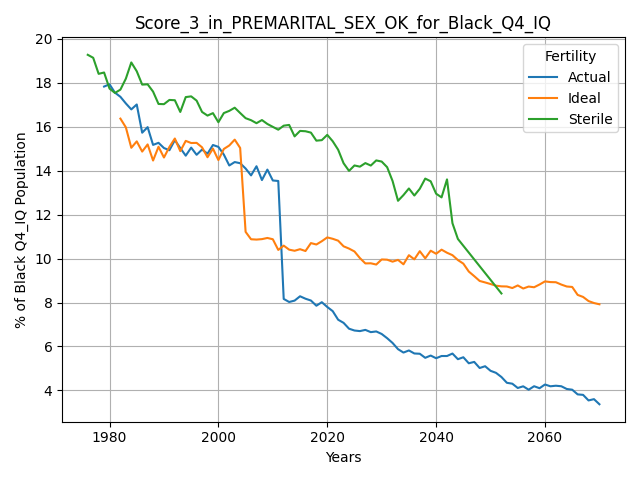 Score_3_in_PREMARITAL_SEX_OK_for_Black_Q4_IQ
Fertility
Actual
Ideal
Sterile
% of Black Q4_IQ Population
20
18
16
14
12
10
8
6
4
1980
2000
2020
2040
2060
Years